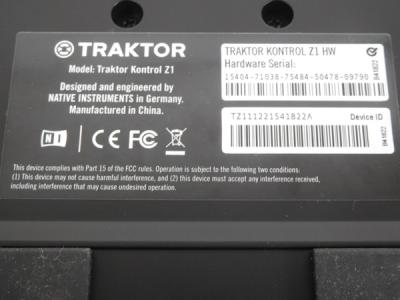 TRAKTOR
Model: Traktor Kontrol Z1
Designed and engineered by
NATIVE INSTRUMENTS in Germany.
Manufactured in China.
N I CE FC
This device complies with Part 15 of the FCC rules. Operation is subject to the following two conditions:
(1) This device may not cause harmful interference, and (2) this device must accept any interference received,
including interference that may cause undesired operation.
TRAKTOR KONTROL Z1 HW
Hardware Serial:
15404-71038-75484-50478-09790
BA1822
TZ111221541822A Device ID
BA1822